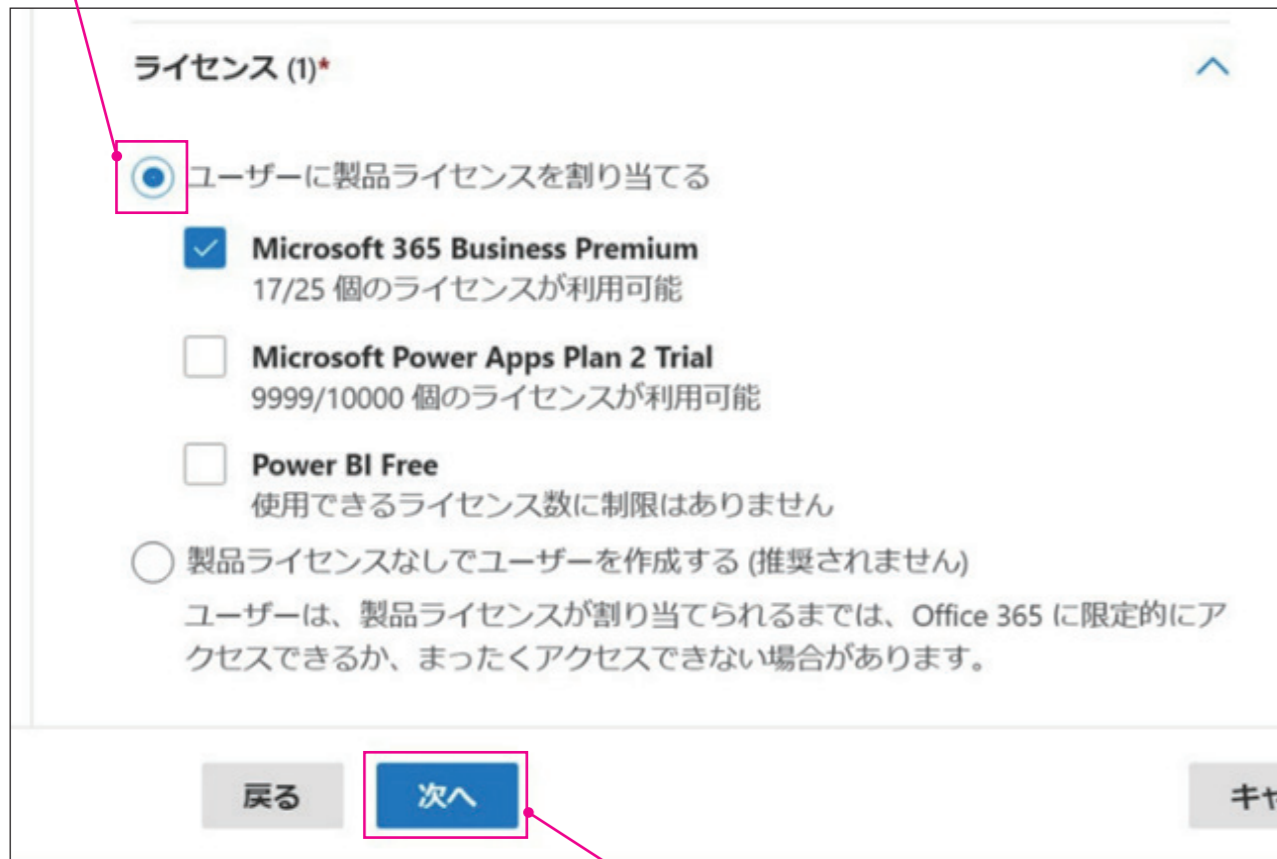 ライセンス (1)*
ユーザーに製品ライセンスを割り当てる
Microsoft 365 Business Premium
17/25 個のライセンスが利用可能
Microsoft Power Apps Plan 2 Trial
9999/10000 個のライセンスが利用可能
Power BI Free
使用できるライセンス数に制限はありません
製品ライセンスなしでユーザーを作成する (推奨されません)
ユーザーは、製品ライセンスが割り当てられるまでは、Office 365 に限定的にア
クセスできるか、まったくアクセスできない場合があります。
戻る
次へ